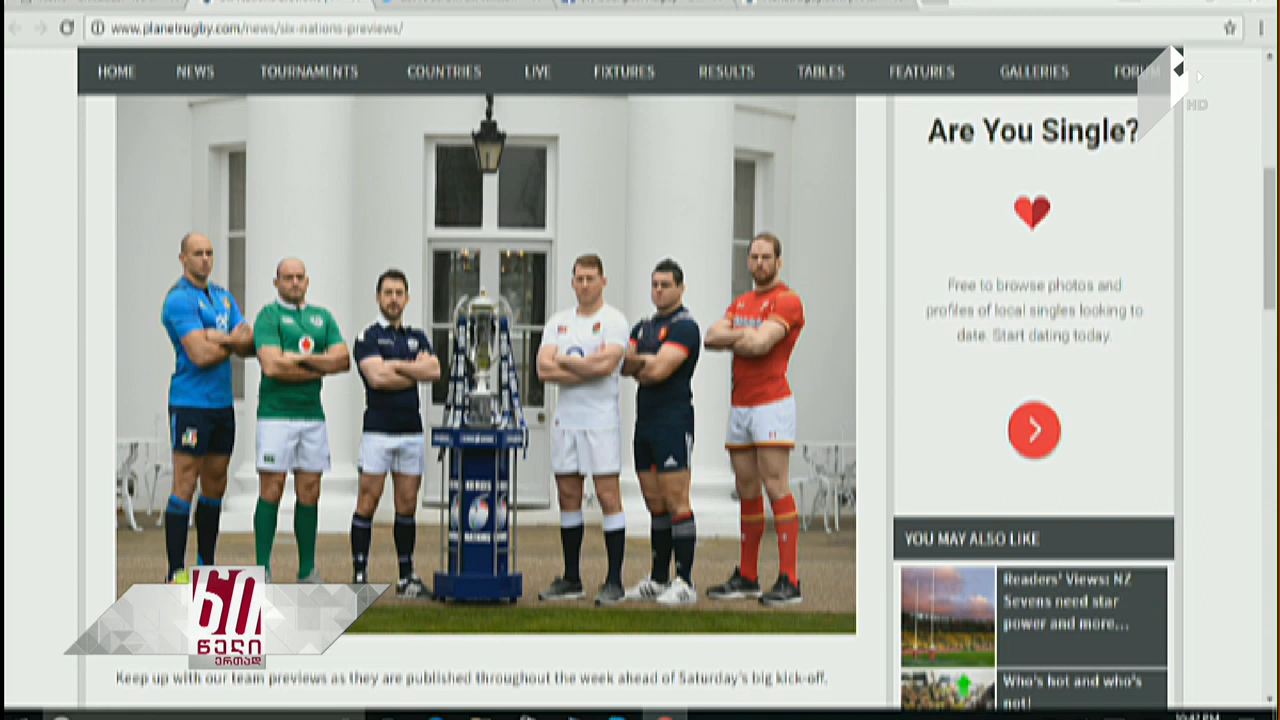 www.planetrugby.com/news/six-nations-previews/
HOME NEWS TOURNAMENTS COUNTRIES LIVE FIXTURES RESULTS TABLES FEATURES GALLERIES FORUM
HD
Are You Single?
Free to browse photos and
profiles of local singles looking to
date. Start dating today.
YOU MAY ALSO LIKE
Readers' Views: NZ
Sevens need star
power and more...
Who's hot and who's
not!
60
წელი
ერთად
Keep up with our team previews as they are published throughout the week ahead of Saturday's big kick-off.